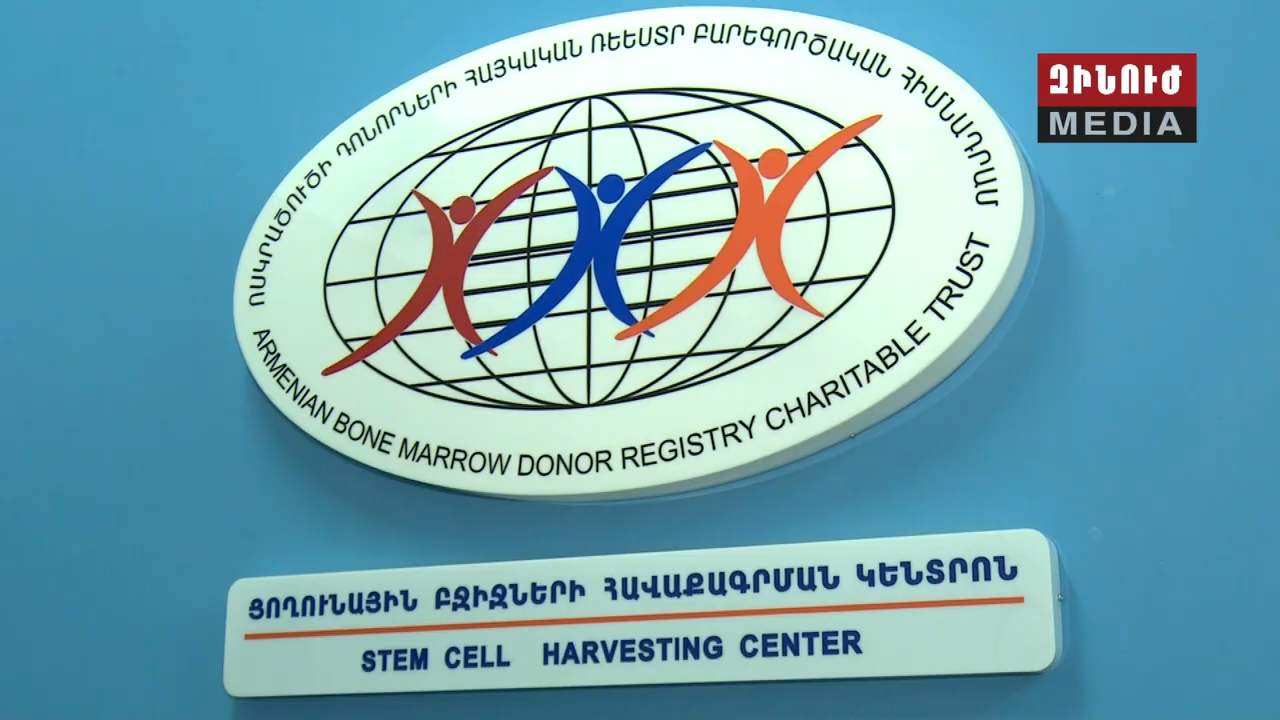 ՈՍԿՐԱԾՈՒԾԻ ԴՈՆՈՐՆԵՐԻ ՀԱՅԿԱԿԱՆ ՌԵԵՍՏՐ ԲԱՐԵԳՈՐԾԱԿԱՆ ՀԻՄՆԱԴՐԱՄ
ԶԻՆՈՒԺ
MEDIA
ARMENIAN BONE MARROW DONOR REGISTRY CHARITABLE TRUST
ՑՈՂՈՒՆԱՅԻՆ ԲՋԻՋՆԵՐԻ ՀԱՎԱՔԱԳՐՄԱՆ ԿԵՆՏՐՈՆ
STEM CELL HARVESTING CENTER